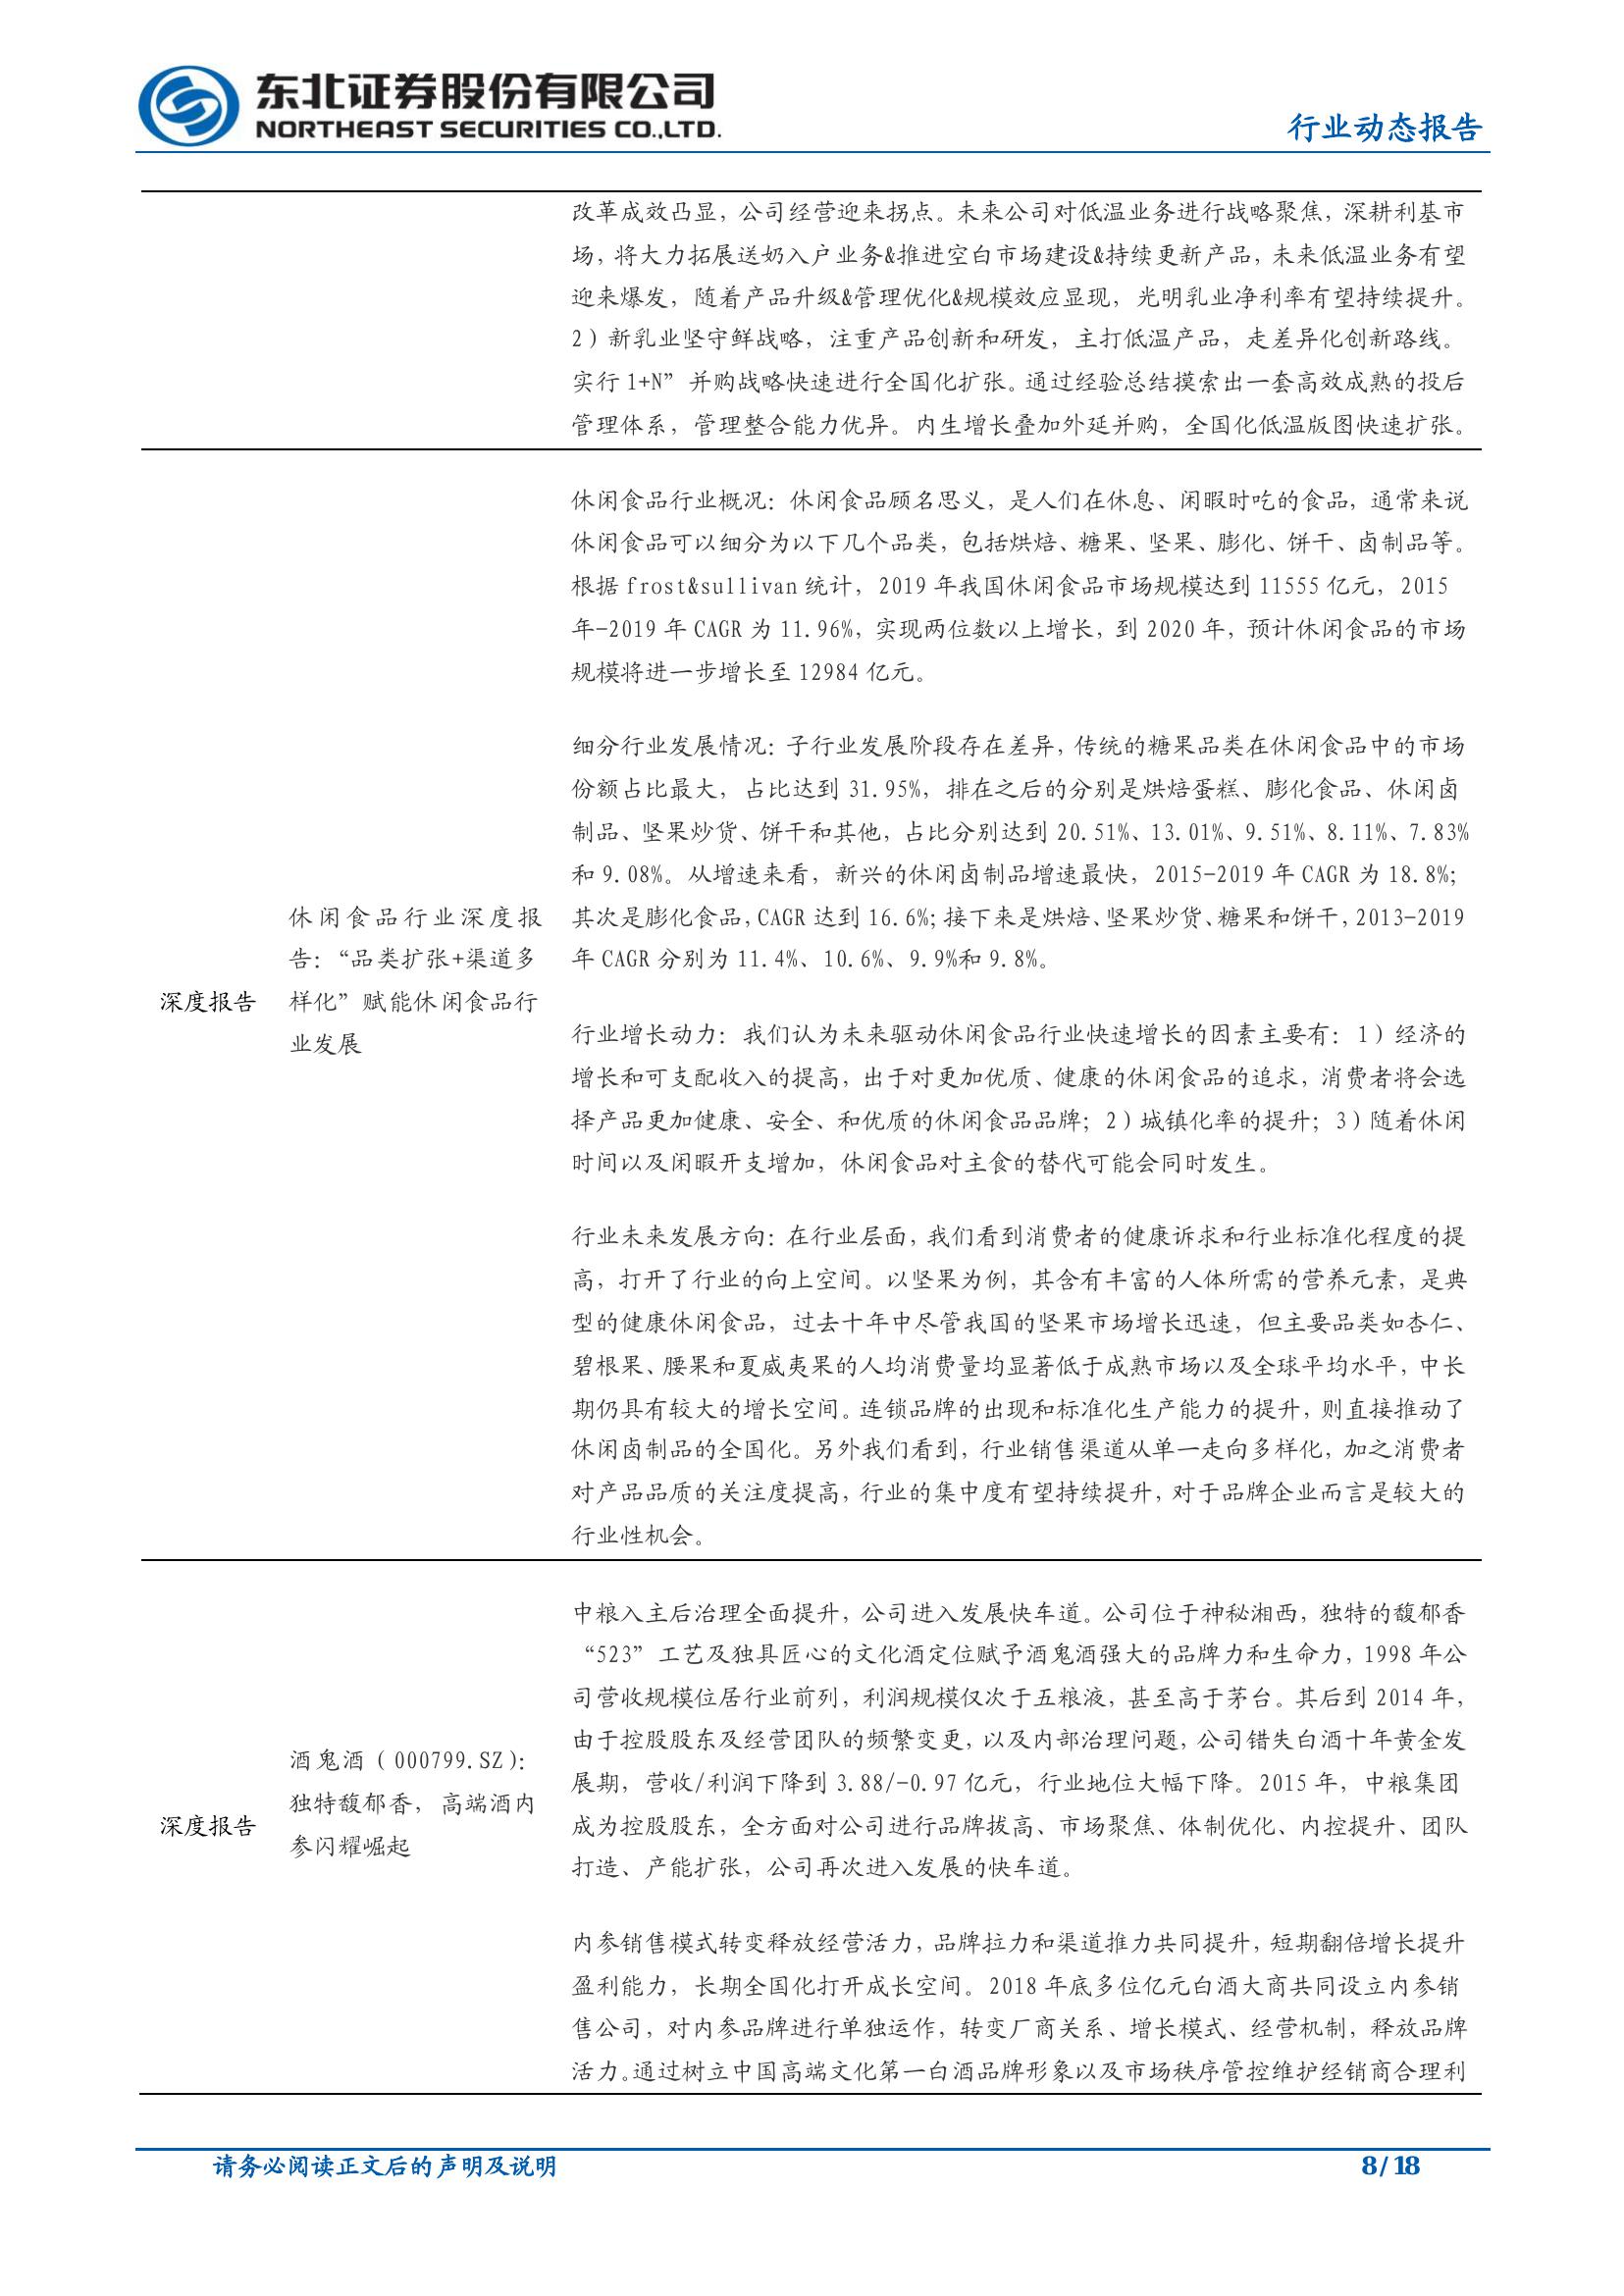 东北证券股份有限公司
NORTHEAST SECURITIES CO.,LTD.
行业动态报告
改革成效凸显，公司经营迎来拐点。未来公司对低温业务进行战略聚焦，深耕利基市
场，将大力拓展送奶入户业务&推进空白市场建设&持续更新产品，未来低温业务有望
迎来爆发，随着产品升级&管理优化&规模效应显现，光明乳业净利率有望持续提升。
2）新乳业坚守鲜战略，注重产品创新和研发，主打低温产品，走差异化创新路线。
实行 1+N”并购战略快速进行全国化扩张。通过经验总结摸索出一套高效成熟的投后
管理体系，管理整合能力优异。内生增长叠加外延并购，全国化低温版图快速扩张。
深度报告
休闲食品行业深度报
告：“品类扩张+渠道多
样化”赋能休闲食品行
业发展
休闲食品行业概况：休闲食品顾名思义，是人们在休息、闲暇时吃的食品，通常来说
休闲食品可以细分为以下几个品类，包括烘焙、糖果、坚果、膨化、饼干、卤制品等。
根据 frost&sullivan 统计，2019 年我国休闲食品市场规模达到 11555 亿元，2015
年-2019 年 CAGR 为 11.96%，实现两位数以上增长，到 2020 年，预计休闲食品的市场
规模将进一步增长至 12984 亿元。
细分行业发展情况：子行业发展阶段存在差异，传统的糖果品类在休闲食品中的市场
份额占比最大，占比达到 31.95%，排在之后的分别是烘焙蛋糕、膨化食品、休闲卤
制品、坚果炒货、饼干和其他，占比分别达到 20.51%、13.01%、9.51%、8.11%、7.83%
和 9.08%。从增速来看，新兴的休闲卤制品增速最快，2015-2019 年 CAGR 为 18.8%；
其次是膨化食品，CAGR 达到 16.6%；接下来是烘焙、坚果炒货、糖果和饼干，2013-2019
年 CAGR 分别为 11.4%、10.6%、9.9%和 9.8%。
行业增长动力：我们认为未来驱动休闲食品行业快速增长的因素主要有：1）经济的
增长和可支配收入的提高，出于对更加优质、健康的休闲食品的追求，消费者将会选
择产品更加健康、安全、和优质的休闲食品品牌；2）城镇化率的提升；3）随着休闲
时间以及闲暇开支增加，休闲食品对主食的替代可能会同时发生。
行业未来发展方向：在行业层面，我们看到消费者的健康诉求和行业标准化程度的提
高，打开了行业的向上空间。以坚果为例，其含有丰富的人体所需的营养元素，是典
型的健康休闲食品，过去十年中尽管我国的坚果市场增长迅速，但主要品类如杏仁、
碧根果、腰果和夏威夷果的人均消费量均显著低于成熟市场以及全球平均水平，中长
期仍具有较大的增长空间。连锁品牌的出现和标准化生产能力的提升，则直接推动了
休闲卤制品的全国化。另外我们看到，行业销售渠道从单一走向多样化，加之消费者
对产品品质的关注度提高，行业的集中度有望持续提升，对于品牌企业而言是较大的
行业性机会。
深度报告
酒鬼酒（000799.SZ）：
独特馥郁香，高端酒内
参闪耀崛起
中粮入主后治理全面提升，公司进入发展快车道。公司位于神秘湘西，独特的馥郁香
“523”工艺及独具匠心的文化酒定位赋予酒鬼酒强大的品牌力和生命力，1998 年公
司营收规模位居行业前列，利润规模仅次于五粮液，甚至高于茅台。其后到 2014 年，
由于控股股东及经营团队的频繁变更，以及内部治理问题，公司错失白酒十年黄金发
展期，营收/利润下降到 3.88/-0.97 亿元，行业地位大幅下降。2015 年，中粮集团
成为控股股东，全方面对公司进行品牌拔高、市场聚焦、体制优化、内控提升、团队
打造、产能扩张，公司再次进入发展的快车道。
内参销售模式转变释放经营活力，品牌拉力和渠道推力共同提升，短期翻倍增长提升
盈利能力，长期全国化打开成长空间。2018 年底多位亿元白酒大商共同设立内参销
售公司，对内参品牌进行单独运作，转变厂商关系、增长模式、经营机制，释放品牌
活力。通过树立中国高端文化第一白酒品牌形象以及市场秩序管控维护经销商合理利
请务必阅读正文后的声明及说明
8 / 18